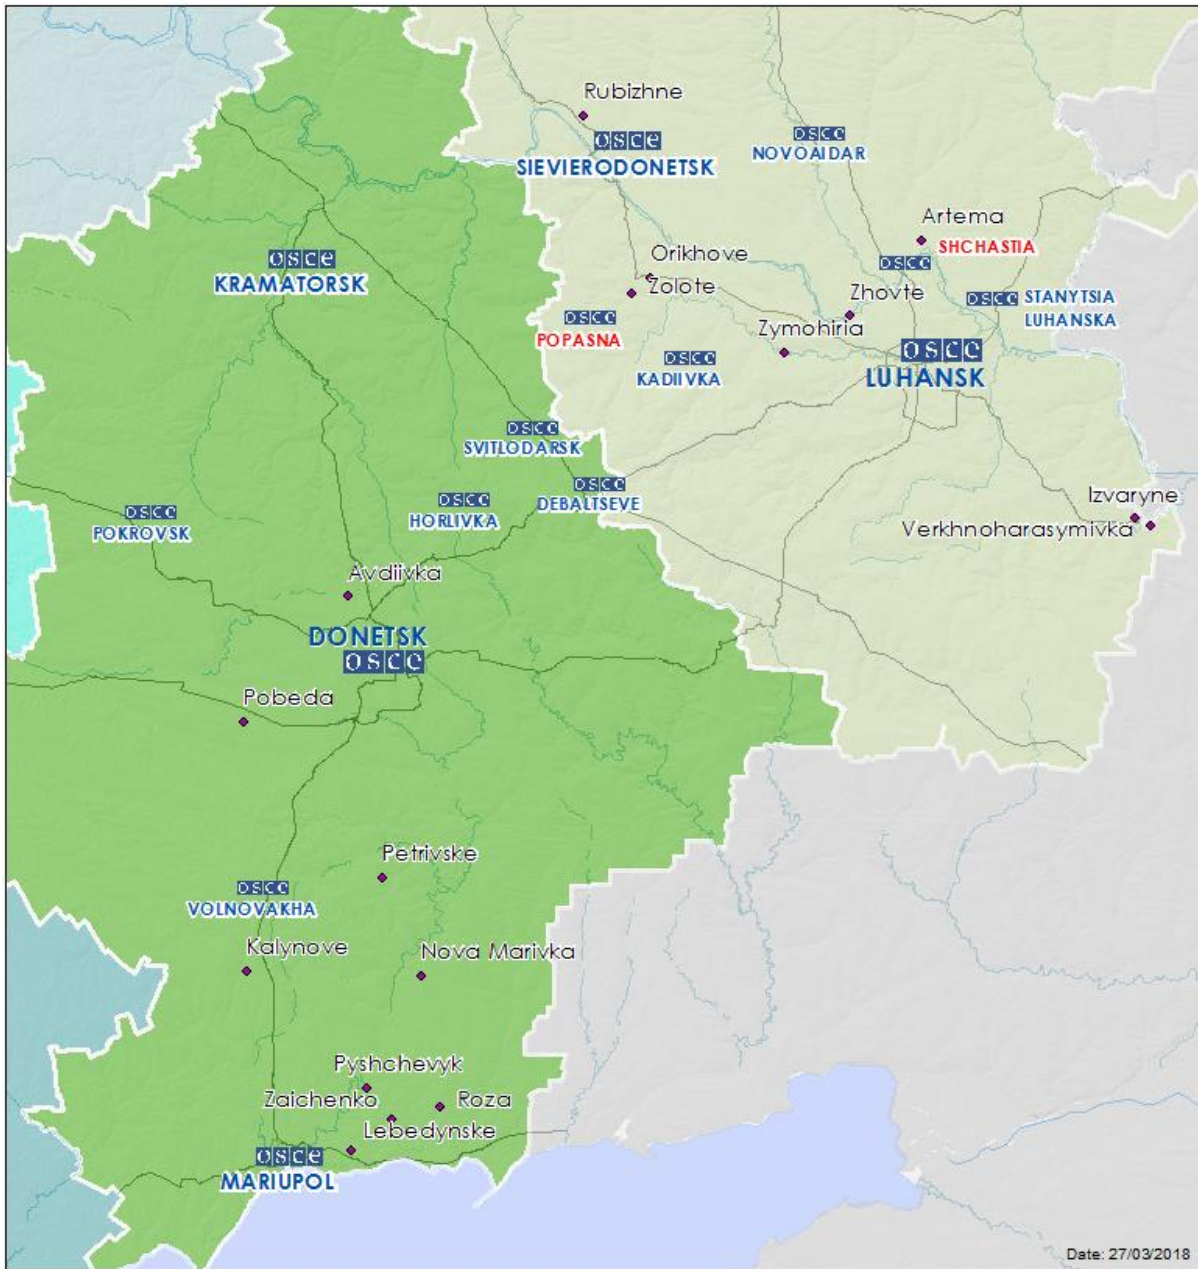 Rubizhne
osce
SIEVIERODONETSK
osce
NOVOAIDAR
Artema
SHCHASTIA
osce
osce
KRAMATORSK
Orikhove
Zolote
Zhovte
osce
STANYTSIA
LUHANSKA
osce
POPASNA
Zymohiria
osce
LUHANSK
osce
KADIIVKA
osce
SVITLODARSK
osce
DEBALTSEVE
osce
HORLIVKA
osce
POKROVSK
Izvaryne
Verkhnoharasymivka
Avdiivka
DONETSK
osce
Pobeda
Petrivske
osce
VOLNOVAKHA
Kalynove
Nova Marivka
Pyshchevyk
Zaichenko
Roza
Lebedynske
osce
MARIUPOL
Date: 27/03/2018